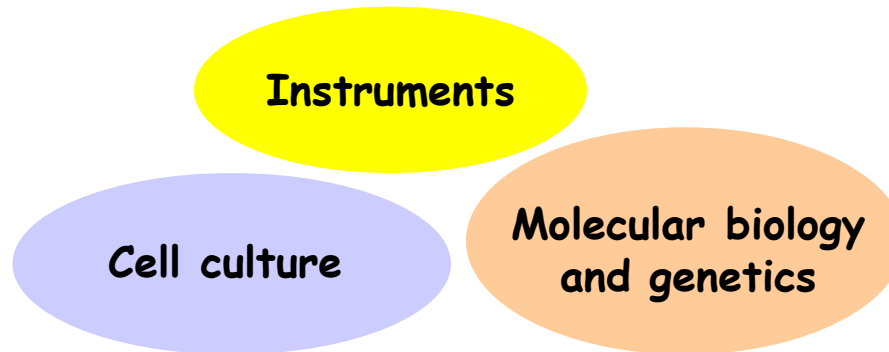 Instruments
Cell culture
Molecular biology
and genetics